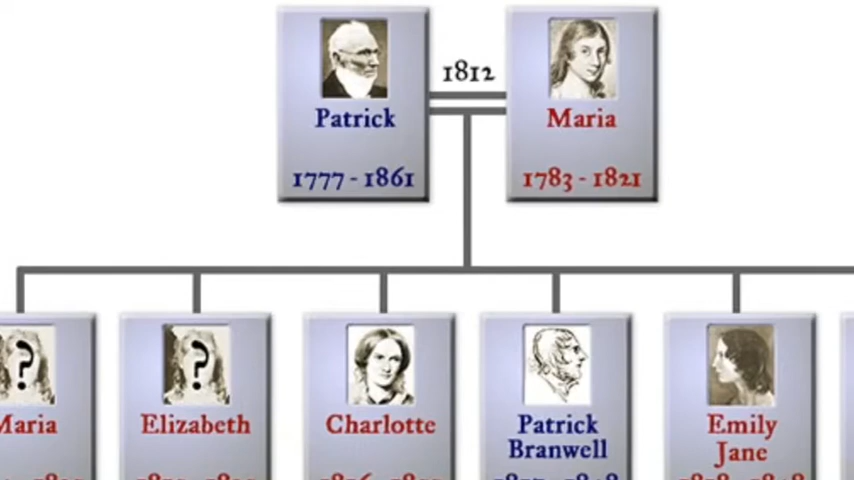 1812
Patrick
Maria
1777 - 1861
1783 - 1821
Maria
Elizabeth
Charlotte
Patrick
Branwell
Emily
Jane